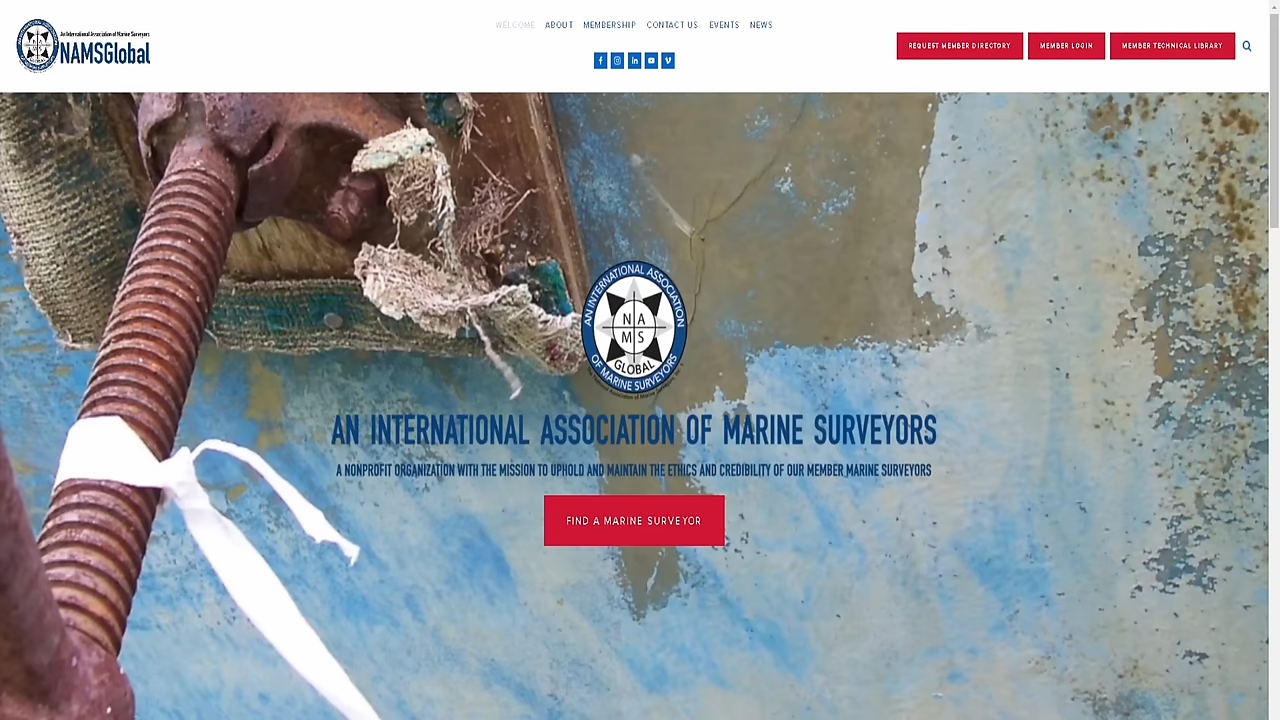 An International Association of Marine Surveyors
NAMSGlobal
WELCOME ABOUT MEMBERSHIP CONTACT US EVENTS NEWS
REQUEST MEMBER DIRECTORY MEMBER LOGIN MEMBER TECHNICAL LIBRARY
AN INTERNATIONAL ASSOCIATION
N A
M S
GLOBAL
OF MARINE SURVEYORS
AN INTERNATIONAL ASSOCIATION OF MARINE SURVEYORS
A NONPROFIT ORGANIZATION WITH THE MISSION TO UPHOLD AND MAINTAIN THE ETHICS AND CREDIBILITY OF OUR MEMBER MARINE SURVEYORS
FIND A MARINE SURVEYOR